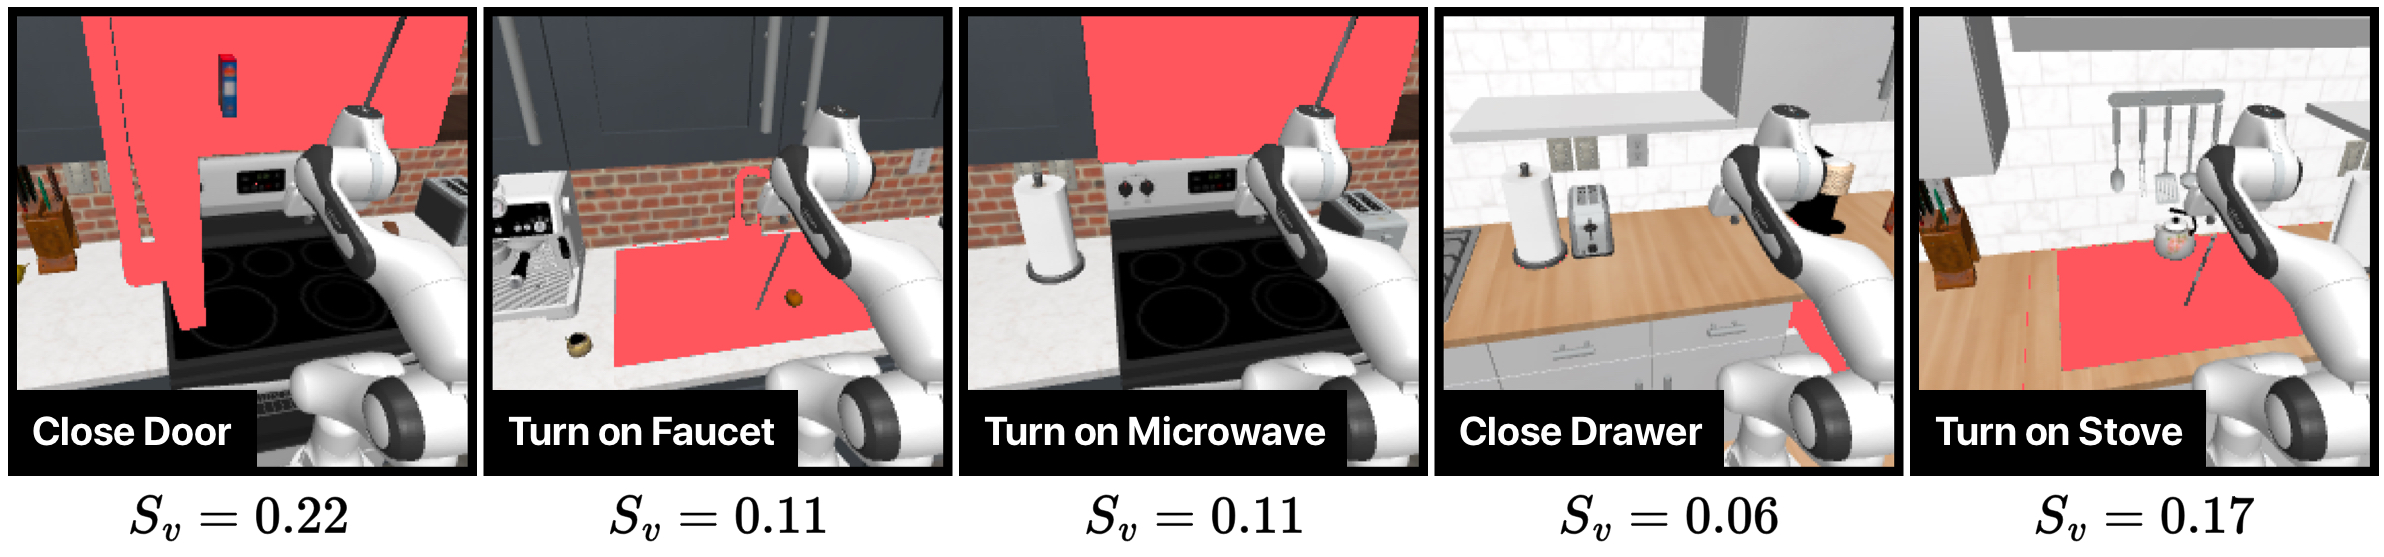 Close Door
Turn on Faucet
Turn on Microwave
Close Drawer
Turn on Stove
S_v = 0.22
S_v = 0.11
S_v = 0.11
S_v = 0.06
S_v = 0.17